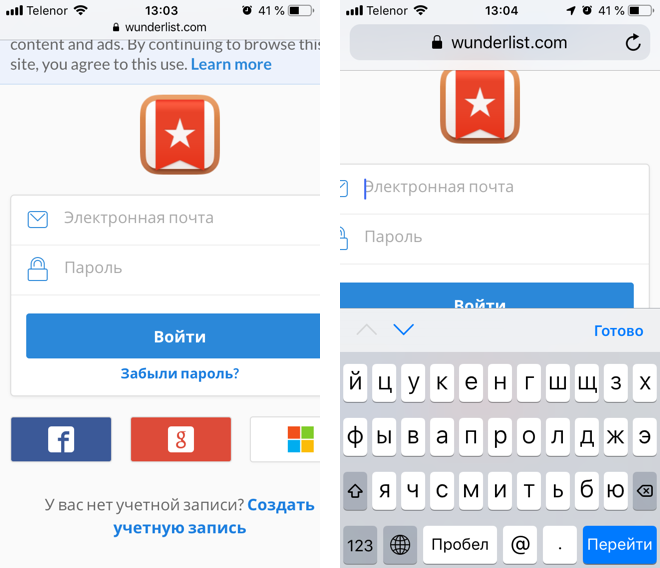 Telenor 13:03 41 %
wunderlist.com
content and ads. By continuing to browse this
site, you agree to this use. Learn more
Электронная почта
Пароль
Войти
Забыли пароль?
f
g
У вас нет учетной записи? Создать
учетную запись
Telenor 13:04 41 %
wunderlist.com
Электронная почта
Пароль
Войти
Готово
й ц у к е н г ш щ з х
ф ы в а п р о л д ж э
я ч с м и т ь б ю
123 Пробел @ . Перейти